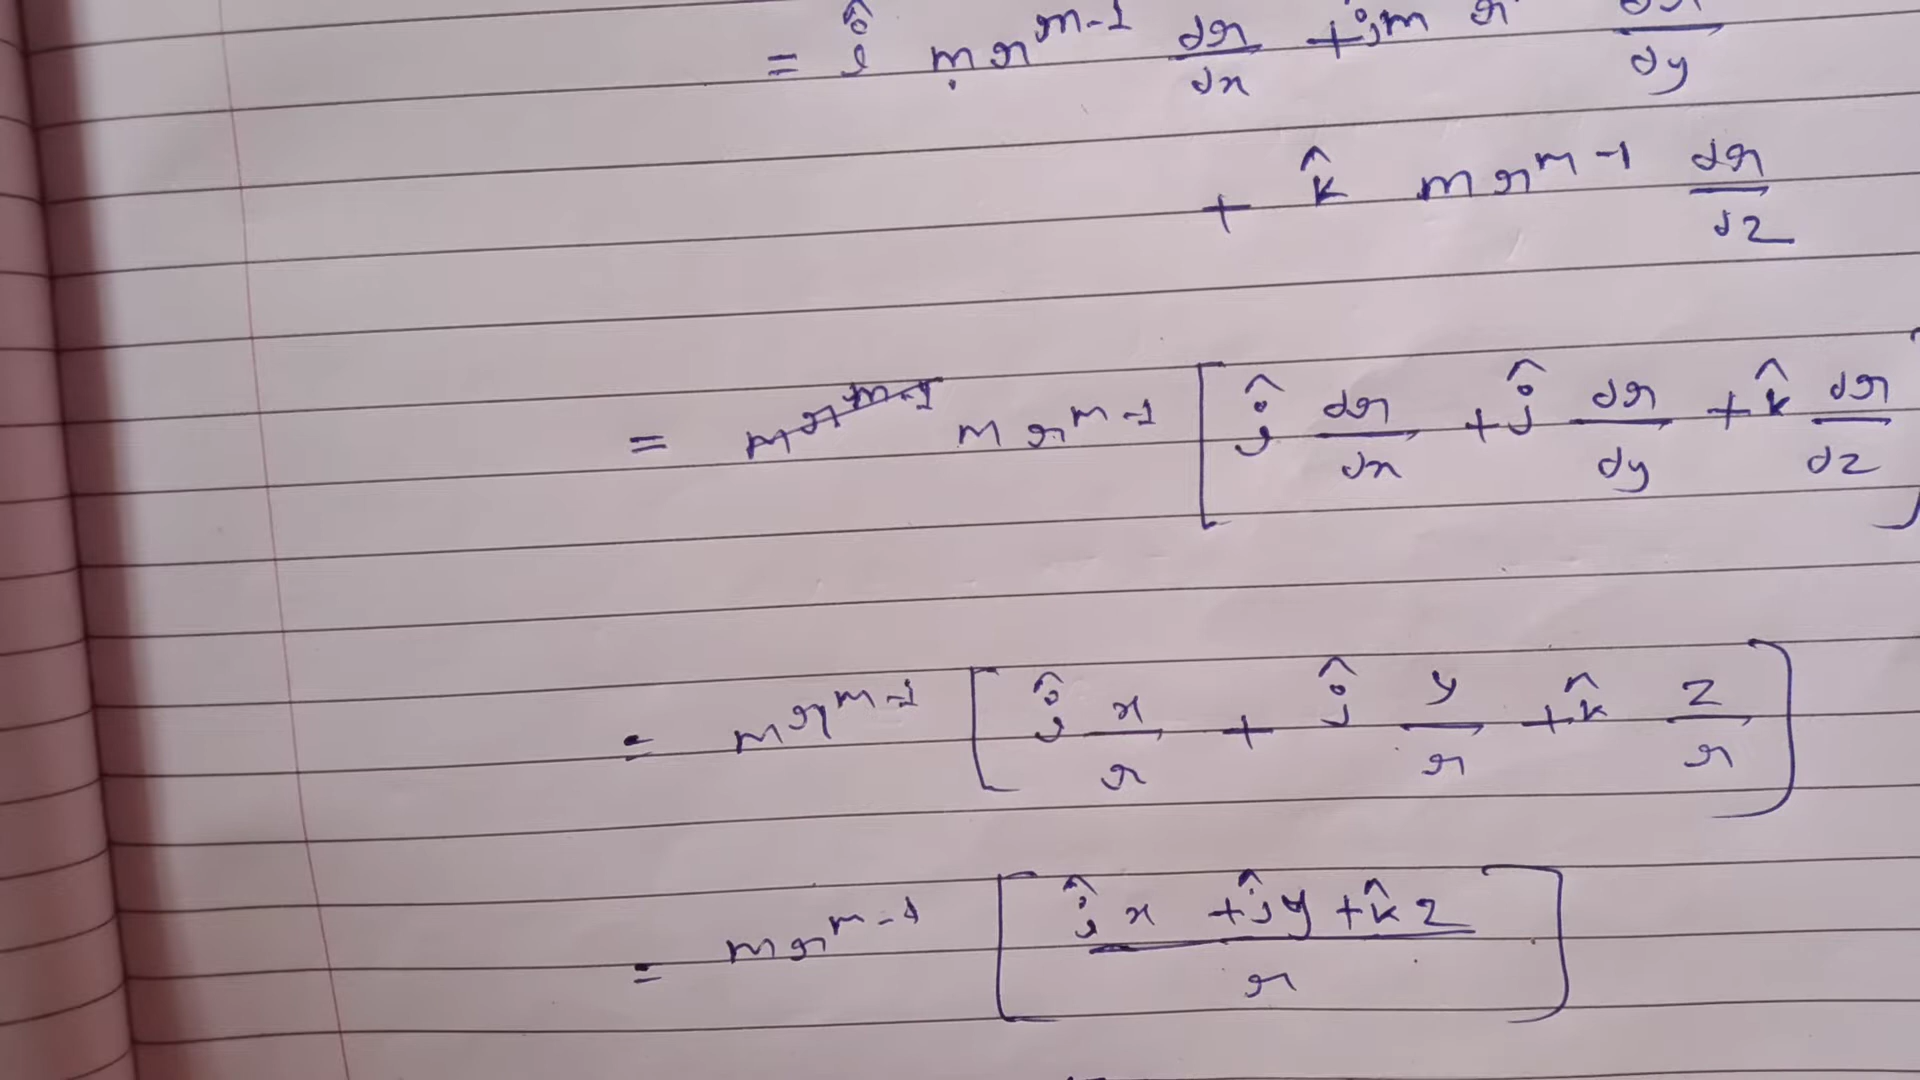 = î m r^{m-1} ∂r/∂x + ĵ m r ∂r/∂y
+ k̂ m r^{m-1} ∂r/∂z
= m r^{m-1} m r^{m-1} [ î ∂r/∂x + ĵ ∂r/∂y + k̂ ∂r/∂z ]
= m r^{m-1} [ î x/r + ĵ y/r + k̂ z/r ]
= m r^{m-1} [ (î x + ĵ y + k̂ z)/r ]